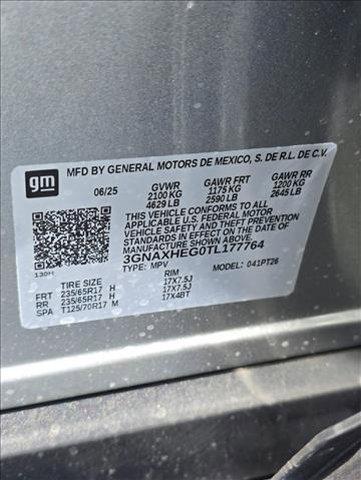 gm
MFD BY GENERAL MOTORS DE MEXICO, S. DE R.L. DE C.V.
06/25 GVWR GAWR FRT GAWR RR
2100 KG 1175 KG 1200 KG
4629 LB 2590 LB 2645 LB
THIS VEHICLE CONFORMS TO ALL
APPLICABLE U.S. FEDERAL MOTOR
VEHICLE SAFETY AND THEFT PREVENTION
STANDARDS IN EFFECT ON THE DATE OF
MANUFACTURE SHOWN ABOVE.
3GNAXHEG0TL177764
130H TYPE: MPV MODEL: 041PT26
TIRE SIZE RIM
FRT 235/65R17 H 17X7.5J
RR 235/65R17 H 17X7.5J
SPA T125/70R17 M 17X4BT